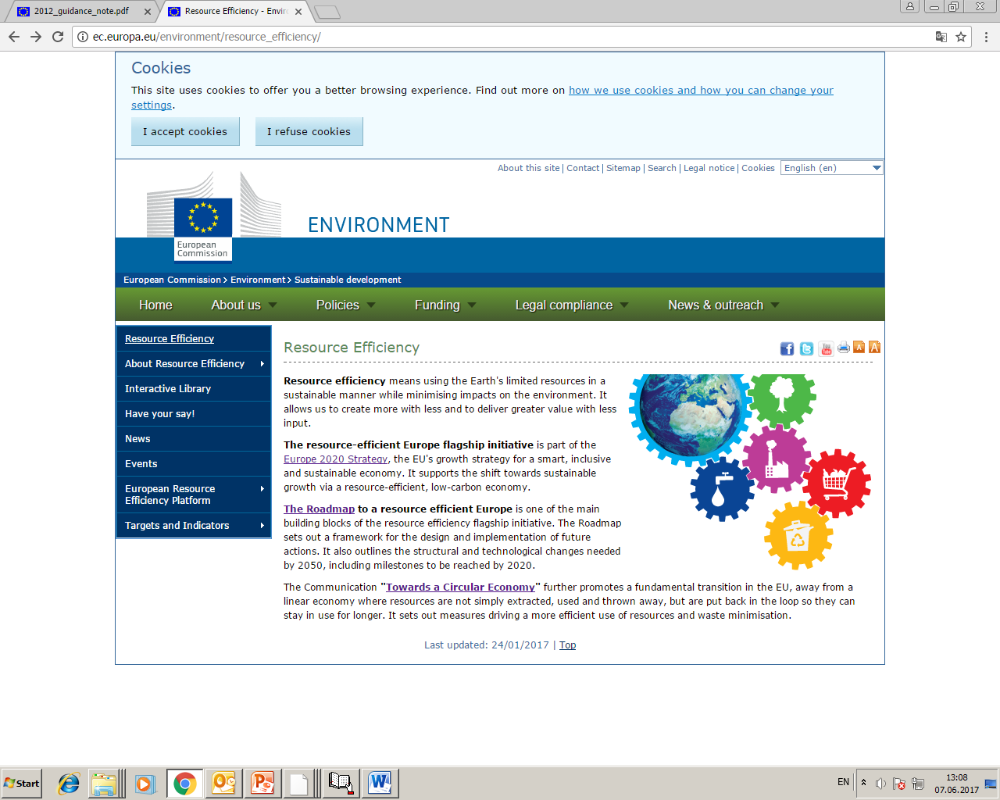 2012_guidance_note.pdf
Resource Efficiency - Envir
ec.europa.eu/environment/resource_efficiency/
Cookies
This site uses cookies to offer you a better browsing experience. Find out more on how we use cookies and how you can change your
settings.
I accept cookies
I refuse cookies
About this site | Contact | Sitemap | Search | Legal notice | Cookies
English (en)
ENVIRONMENT
European
Commission
European Commission > Environment > Sustainable development
Home About us Policies Funding Legal compliance News & outreach
Resource Efficiency
About Resource Efficiency
Interactive Library
Have your say!
News
Events
European Resource
Efficiency Platform
Targets and Indicators
Resource Efficiency
A A
Resource efficiency means using the Earth's limited resources in a
sustainable manner while minimising impacts on the environment. It
allows us to create more with less and to deliver greater value with less
input.
The resource-efficient Europe flagship initiative is part of the
Europe 2020 Strategy, the EU's growth strategy for a smart, inclusive
and sustainable economy. It supports the shift towards sustainable
growth via a resource-efficient, low-carbon economy.
The Roadmap to a resource efficient Europe is one of the main
building blocks of the resource efficiency flagship initiative. The Roadmap
sets out a framework for the design and implementation of future
actions. It also outlines the structural and technological changes needed
by 2050, including milestones to be reached by 2020.
The Communication "Towards a Circular Economy" further promotes a fundamental transition in the EU, away from a
linear economy where resources are not simply extracted, used and thrown away, but are put back in the loop so they can
stay in use for longer. It sets out measures driving a more efficient use of resources and waste minimisation.
Last updated: 24/01/2017 | Top
Start
EN
13:08
07.06.2017